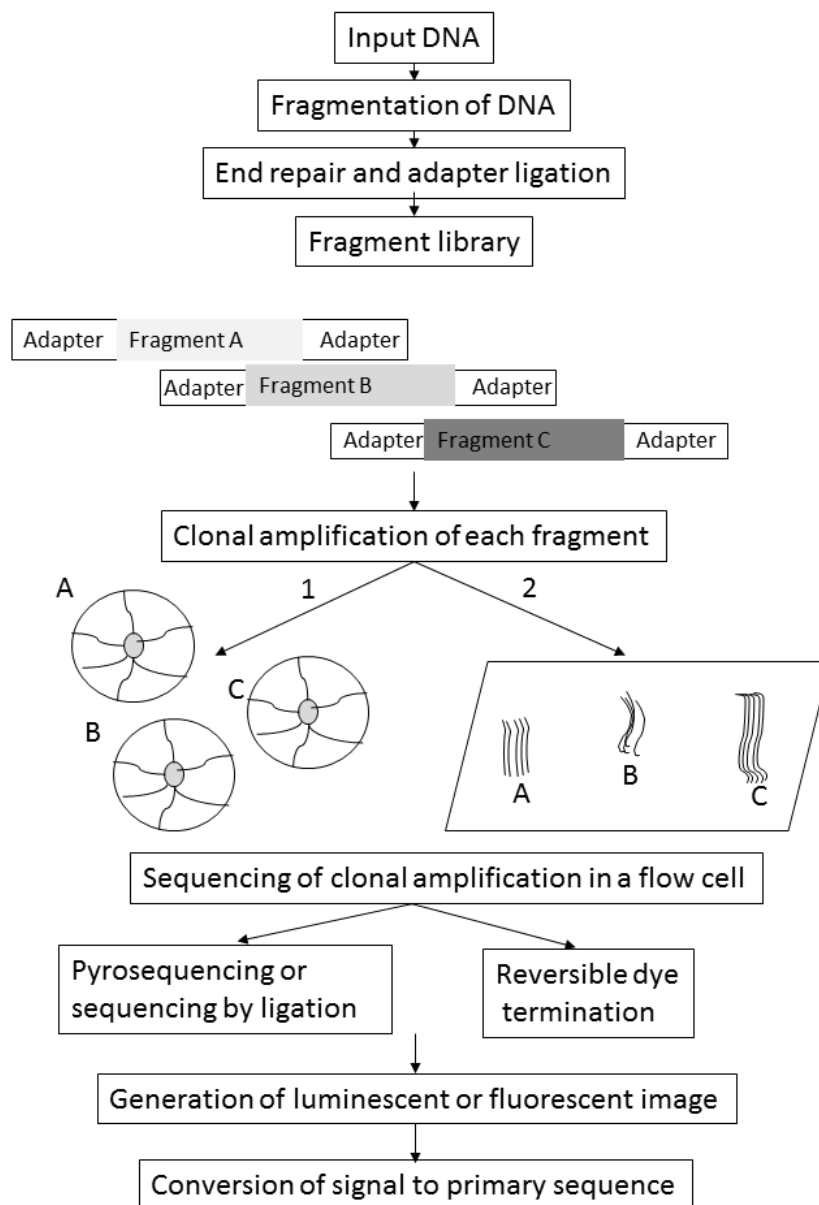 Input DNA
Fragmentation of DNA
End repair and adapter ligation
Fragment library
Adapter Fragment A Adapter
Adapter Fragment B Adapter
Adapter Fragment C Adapter
Clonal amplification of each fragment
1 2
A
C
B
A
B
C
Sequencing of clonal amplification in a flow cell
Pyrosequencing or
sequencing by ligation
Reversible dye
termination
Generation of luminescent or fluorescent image
Conversion of signal to primary sequence